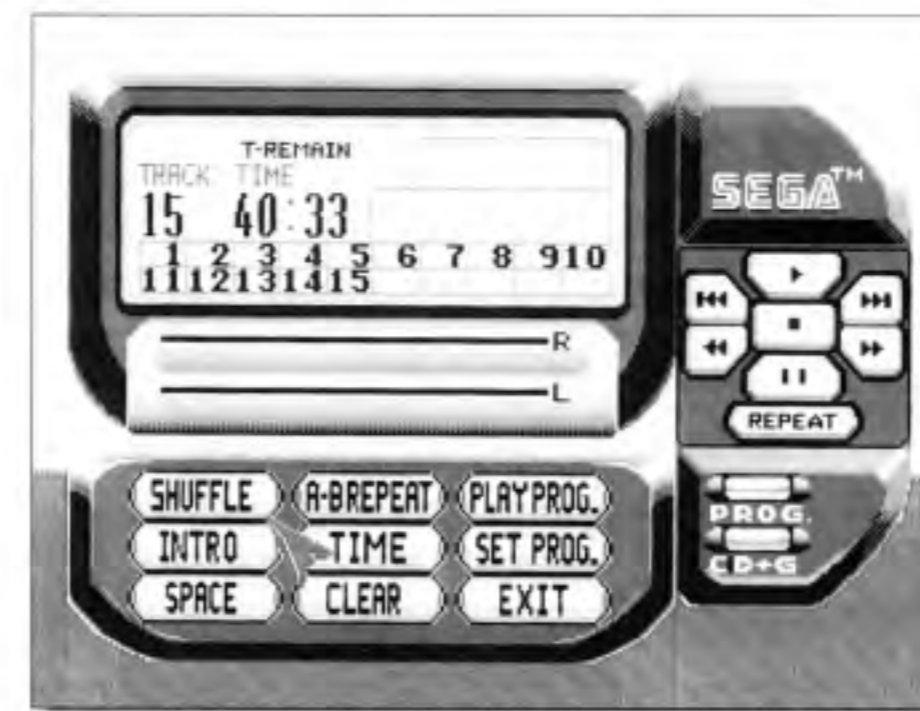 T-REMAIN
TRACK TIME
15 40:33
1 2 3 4 5 6 7 8 9 10
11 12 13 14 15
R
L
SEGA™
REPEAT
PROG.
CD+G
SHUFFLE A-B REPEAT PLAY PROG.
INTRO TIME SET PROG.
SPACE CLEAR EXIT